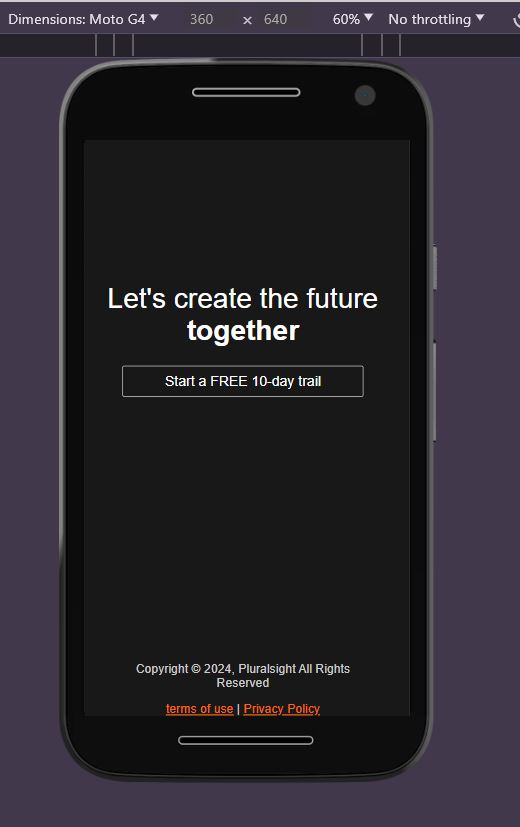 Dimensions: Moto G4 360 × 640 60% No throttling
Let's create the future
together
Start a FREE 10-day trail
Copyright © 2024, Pluralsight All Rights
Reserved
terms of use | Privacy Policy